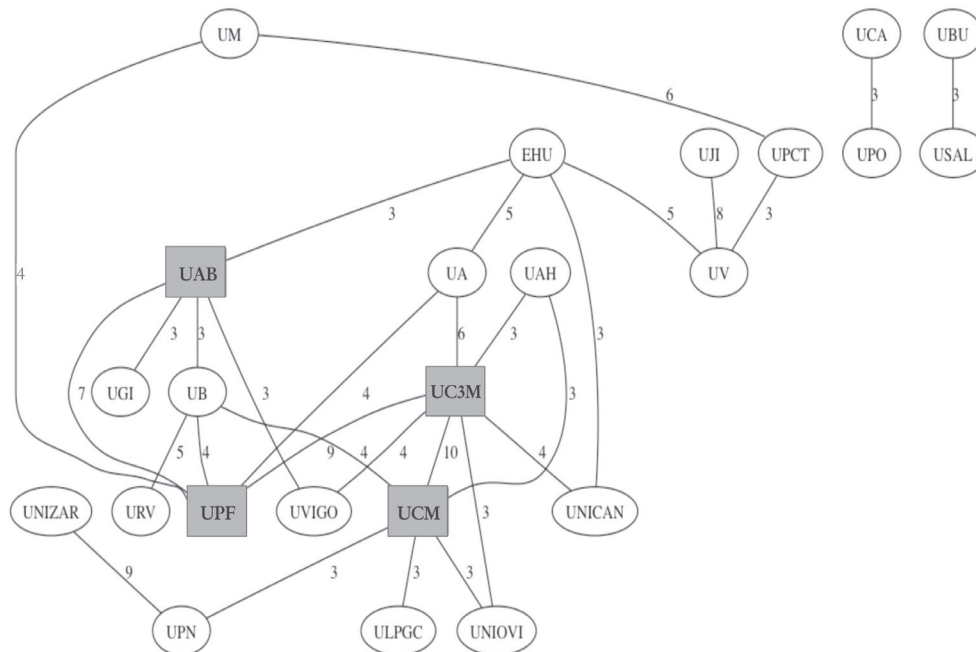 UM
UCA
UBU
6
3
3
EHU
UJI
UPCT
UPO
USAL
3
5
5
8
3
4
UAB
UA
UAH
UV
3
3
6
3
3
UGI
UB
7
3
4
UC3M
3
5
4
9
4
4
10
4
UNIZAR
URV
UPF
UVIGO
UCM
3
UNICAN
9
3
3
3
UPN
ULPGC
UNIOVI